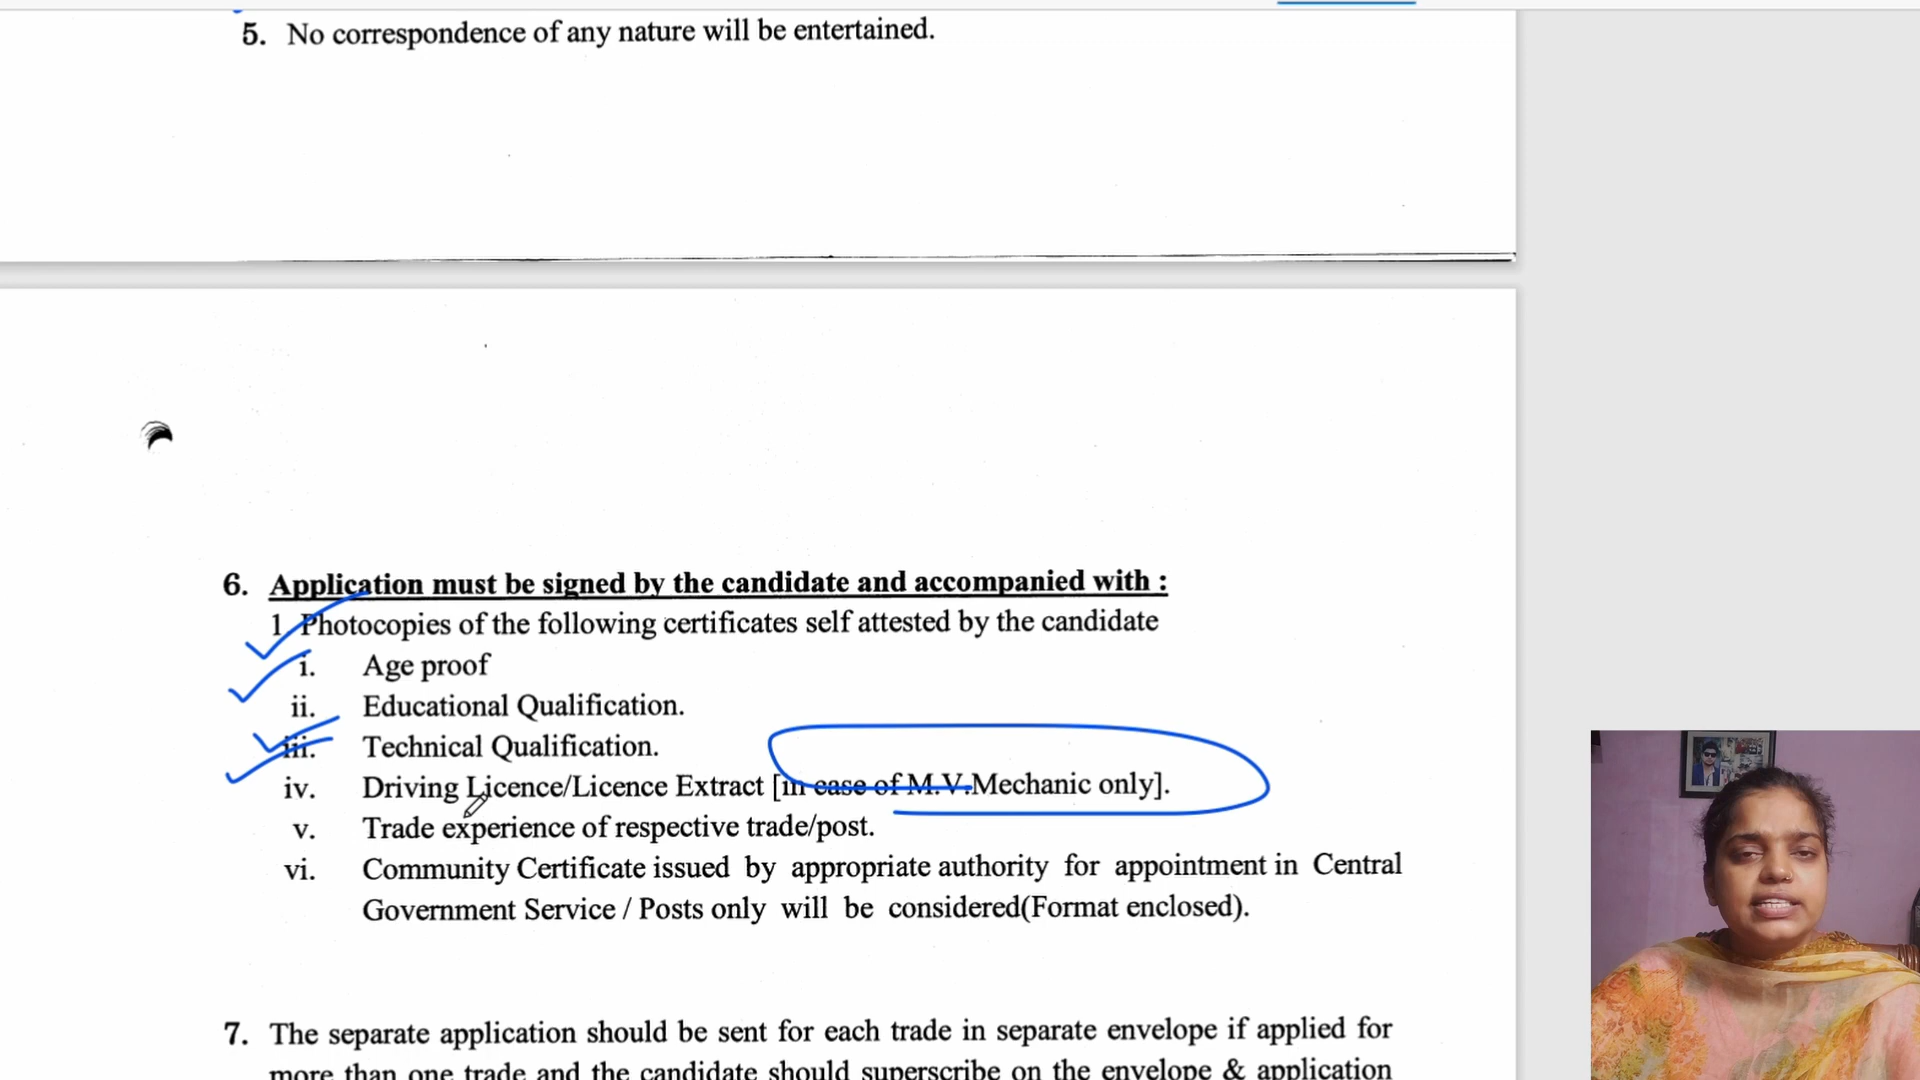 5. No correspondence of any nature will be entertained.
6. Application must be signed by the candidate and accompanied with :
1 Photocopies of the following certificates self attested by the candidate
i. Age proof
ii. Educational Qualification.
iii. Technical Qualification.
iv. Driving Licence/Licence Extract [in case of M.V.Mechanic only].
v. Trade experience of respective trade/post.
vi. Community Certificate issued by appropriate authority for appointment in Central
Government Service / Posts only will be considered(Format enclosed).
7. The separate application should be sent for each trade in separate envelope if applied for
more than one trade and the candidate should superscribe on the envelope & application